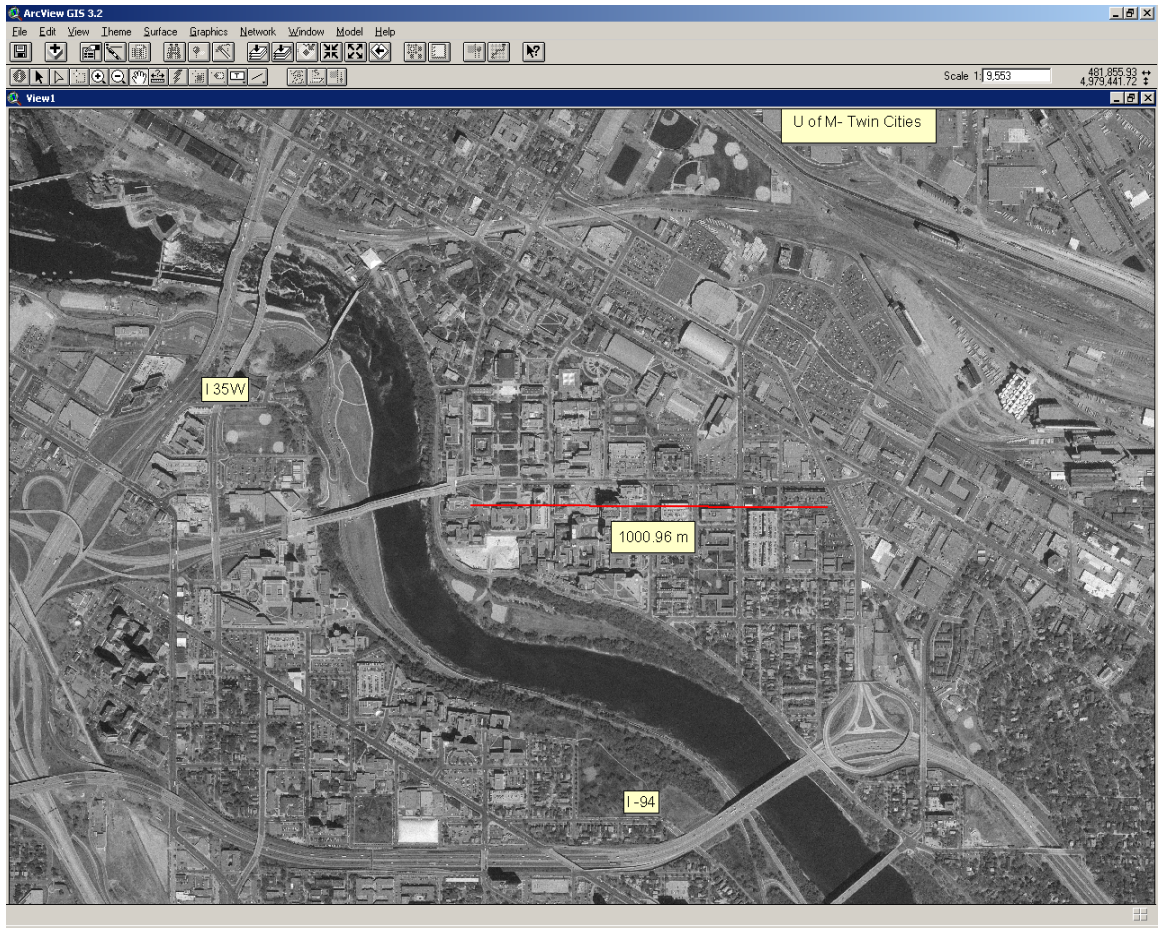 ArcView GIS 3.2
File Edit View Theme Surface Graphics Network Window Model Help
Scale 1: 9,553
481,855.93
4,979,441.72
View1
U of M- Twin Cities
I 35W
1000.96 m
I -94